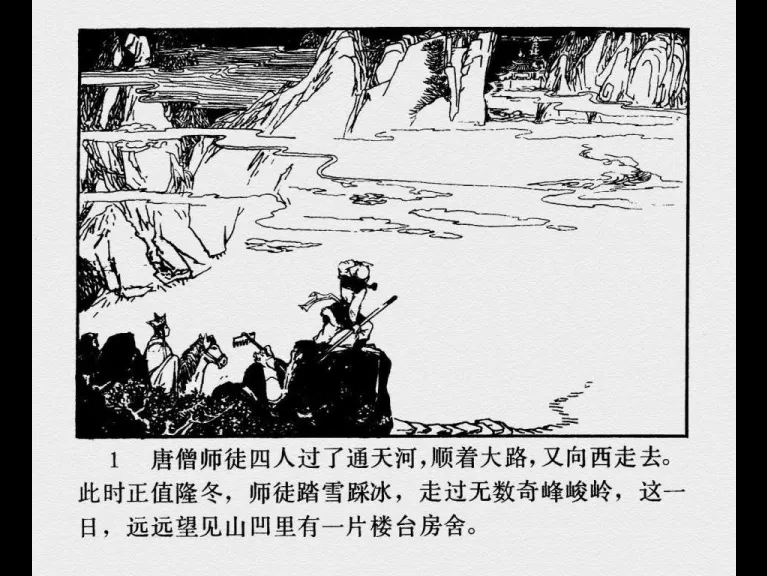 1 唐僧师徒四人过了通天河,顺着大路,又向西走去。
此时正值隆冬,师徒踏雪踩冰,走过无数奇峰峻岭,这一
日,远远望见山凹里有一片楼台房舍。